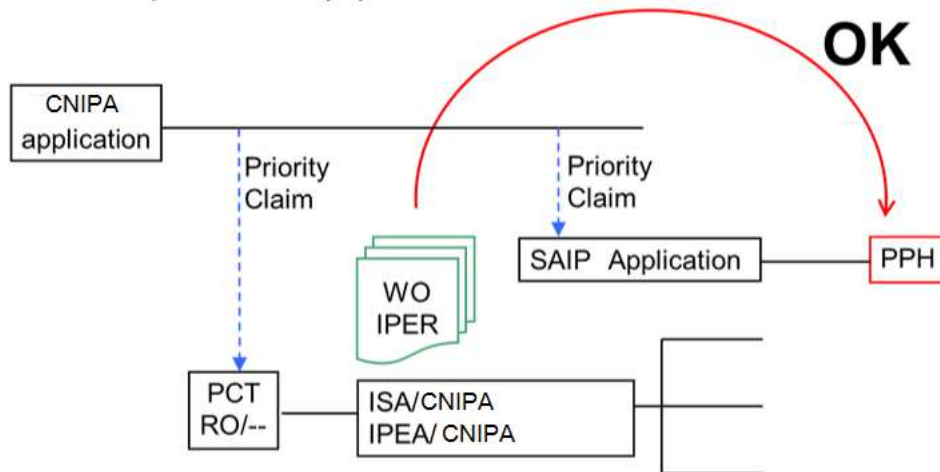 OK
CNIPA
application
Priority
Claim
Priority
Claim
SAIP Application
PPH
WO
IPER
PCT
RO/--
ISA/CNIPA
IPEA/ CNIPA